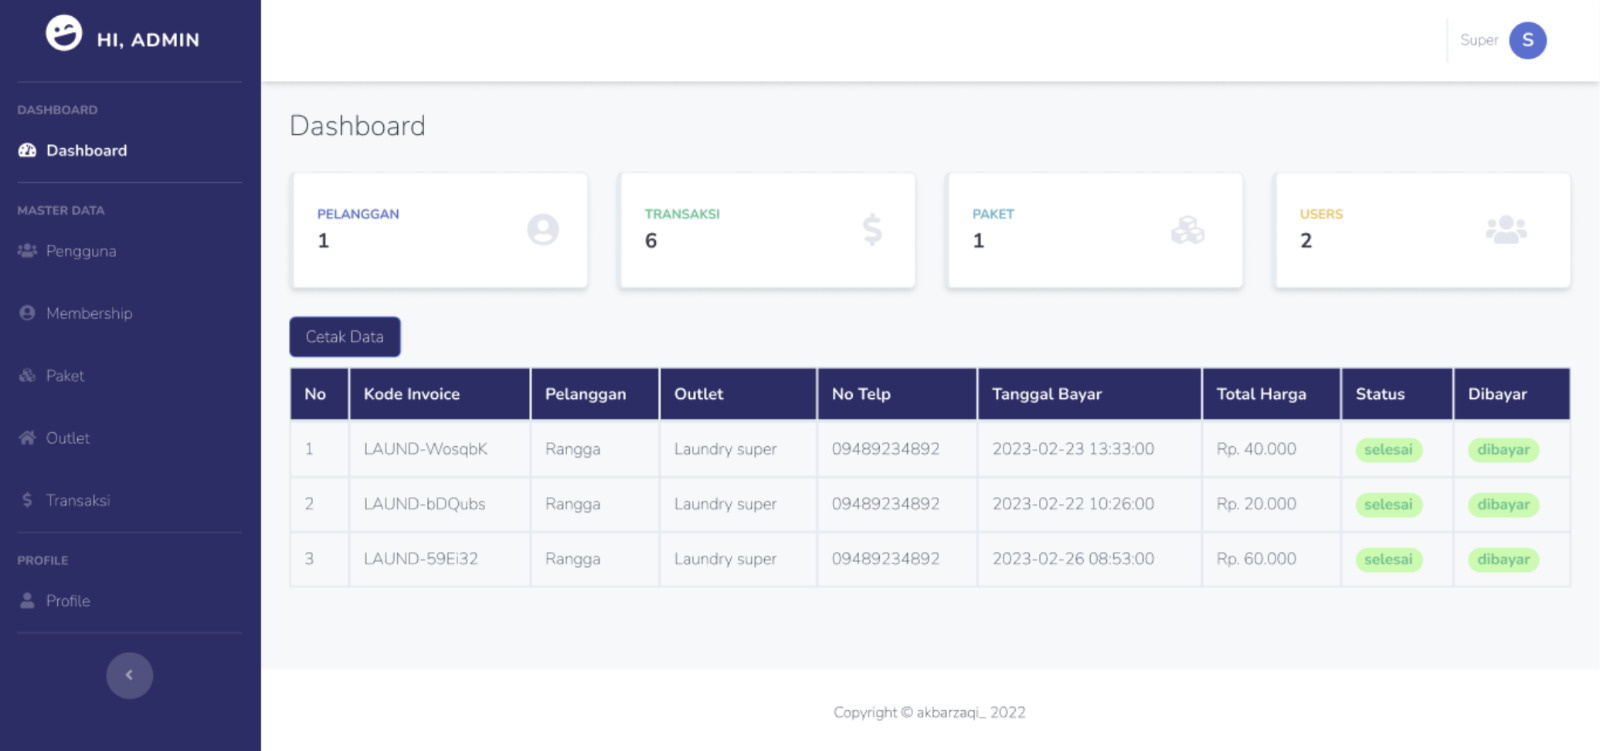 HI, ADMIN
Super S
DASHBOARD
Dashboard
MASTER DATA
Pengguna
Membership
Paket
Outlet
$ Transaksi
PROFILE
Profile
Dashboard
PELANGGAN
1
TRANSAKSI
6
$
PAKET
1
USERS
2
Cetak Data
No Kode Invoice Pelanggan Outlet No Telp Tanggal Bayar Total Harga Status Dibayar
1 LAUND-WosqbK Rangga Laundry super 09489234892 2023-02-23 13:33:00 Rp. 40.000 selesai dibayar
2 LAUND-bDQubs Rangga Laundry super 09489234892 2023-02-22 10:26:00 Rp. 20.000 selesai dibayar
3 LAUND-59Ei32 Rangga Laundry super 09489234892 2023-02-26 08:53:00 Rp. 60.000 selesai dibayar
Copyright © akbarzaqi_ 2022